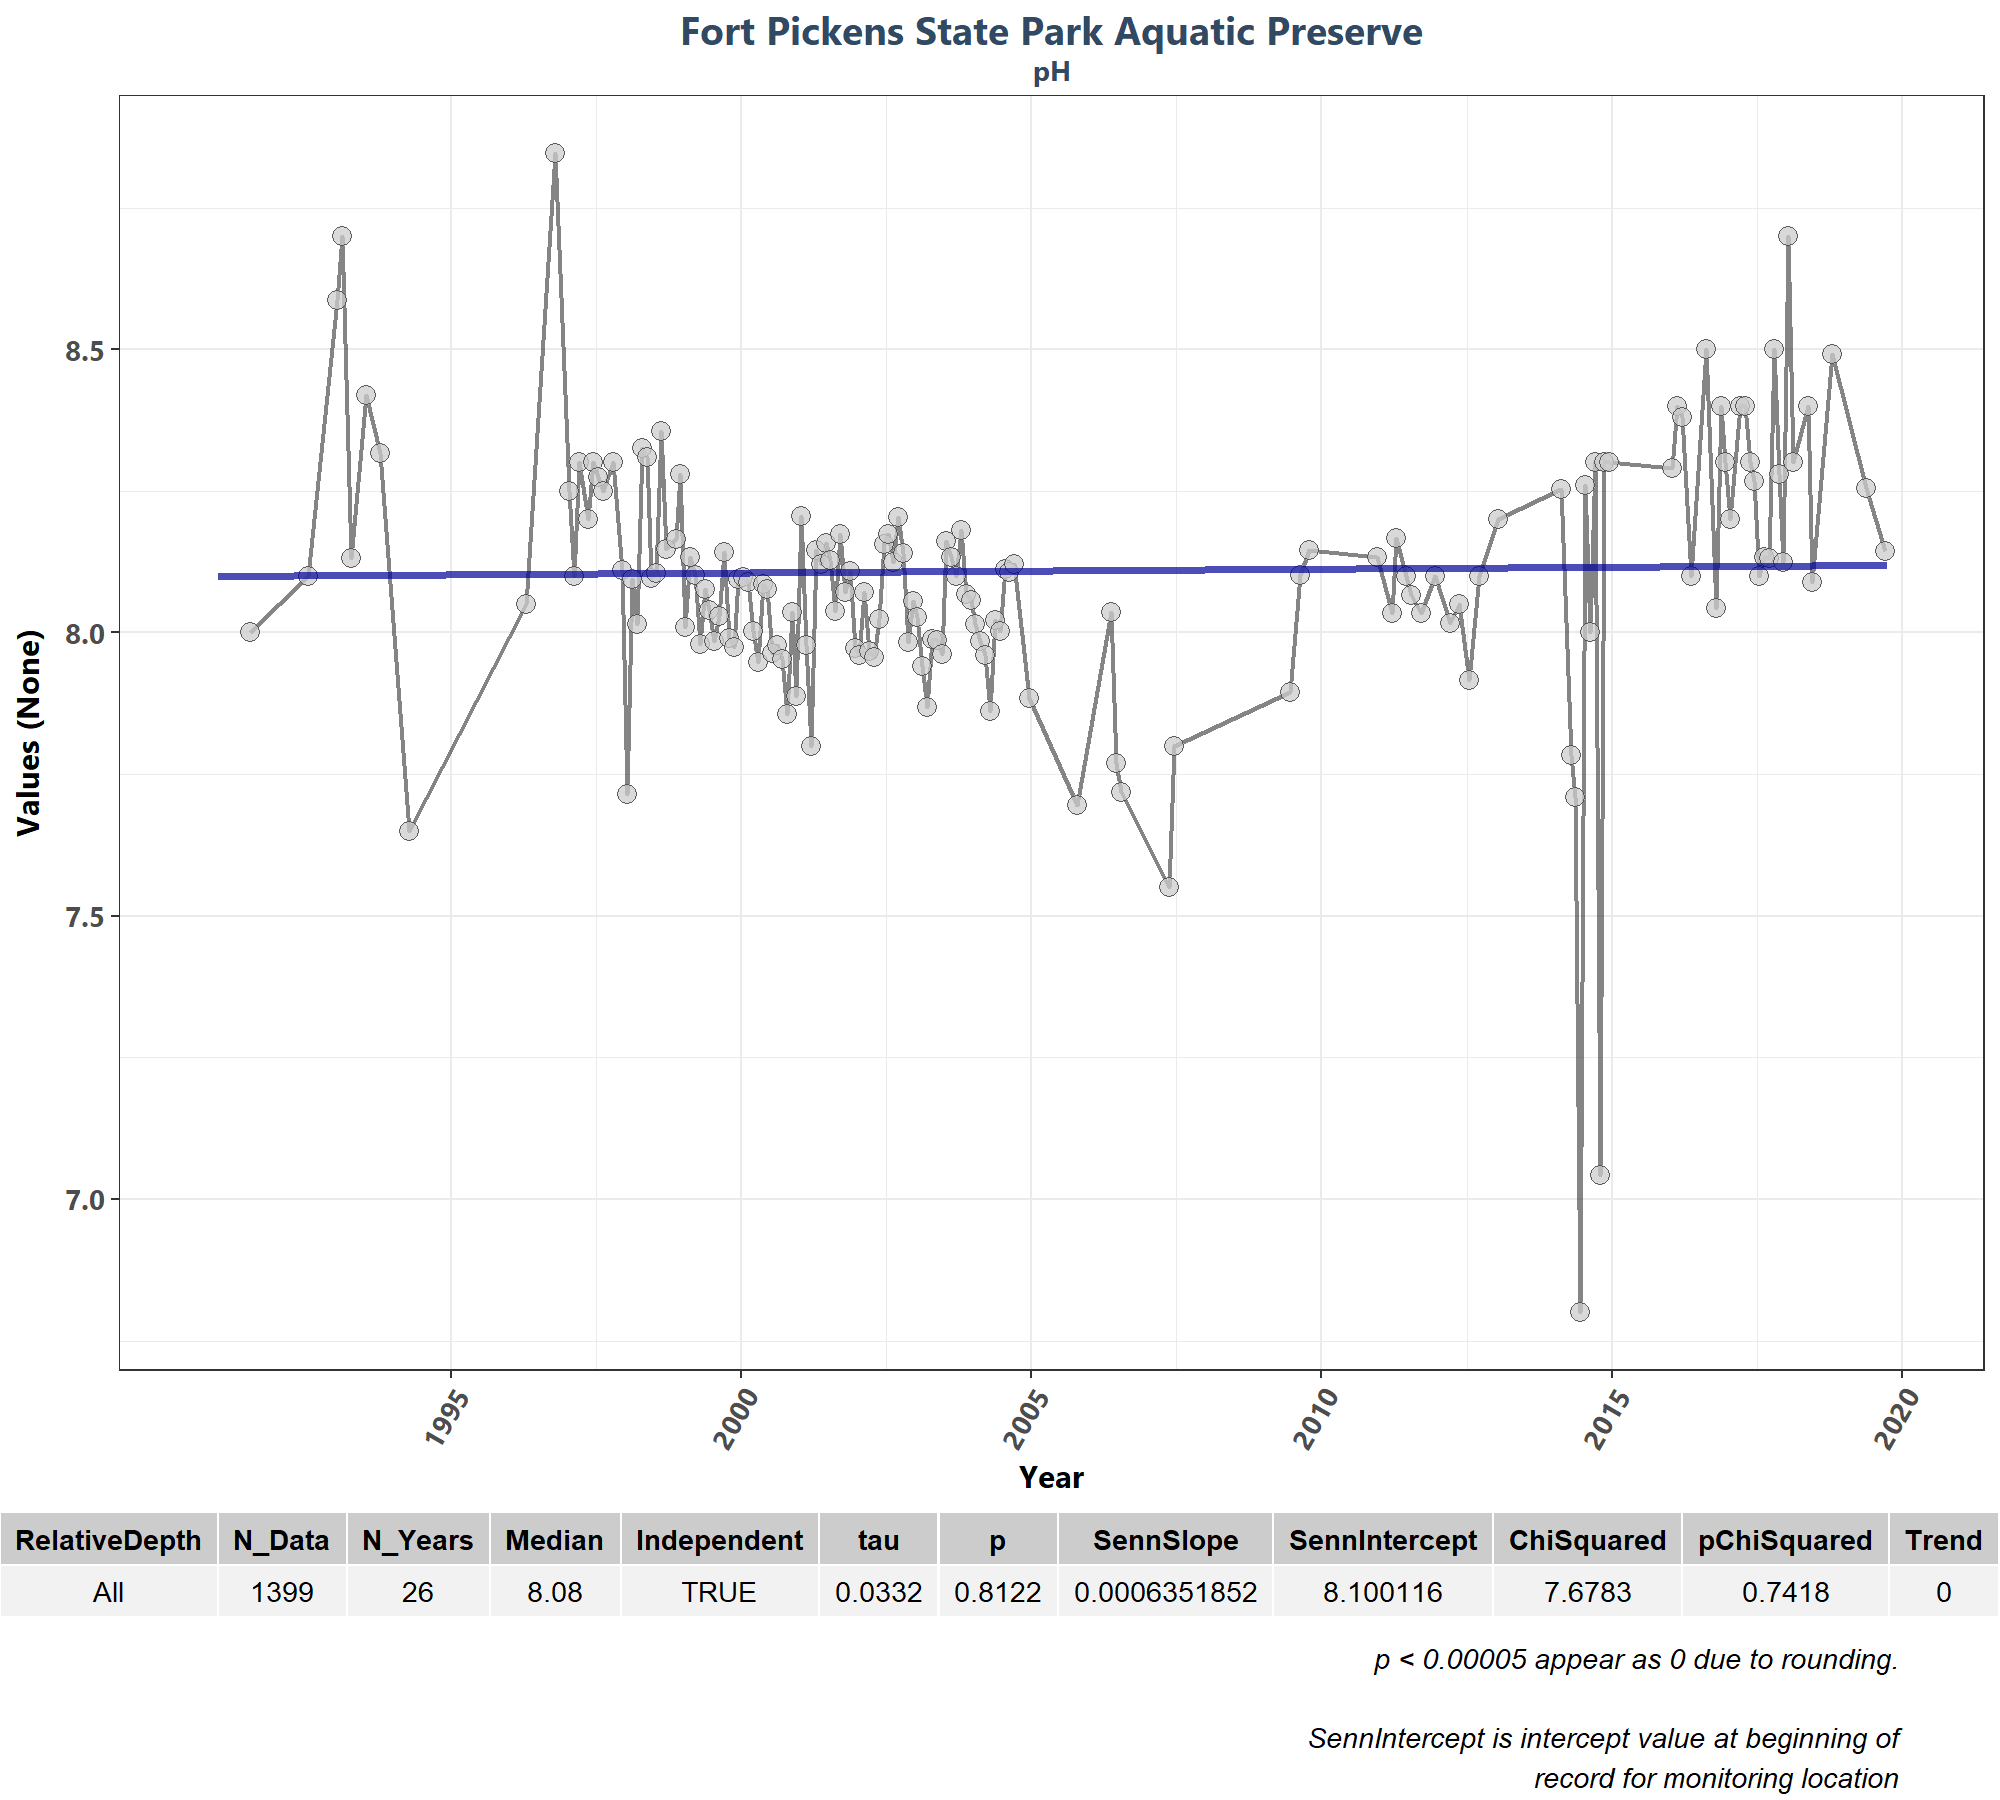 Fort Pickens State Park Aquatic Preserve
pH
Values (None)
8.5
8.0
7.5
7.0
1995 2000 2005 2010 2015 2020
Year
RelativeDepth N_Data N_Years Median Independent tau p SennSlope SennIntercept ChiSquared pChiSquared Trend
All 1399 26 8.08 TRUE 0.0332 0.8122 0.0006351852 8.100116 7.6783 0.7418 0
p < 0.00005 appear as 0 due to rounding.
SennIntercept is intercept value at beginning of
record for monitoring location